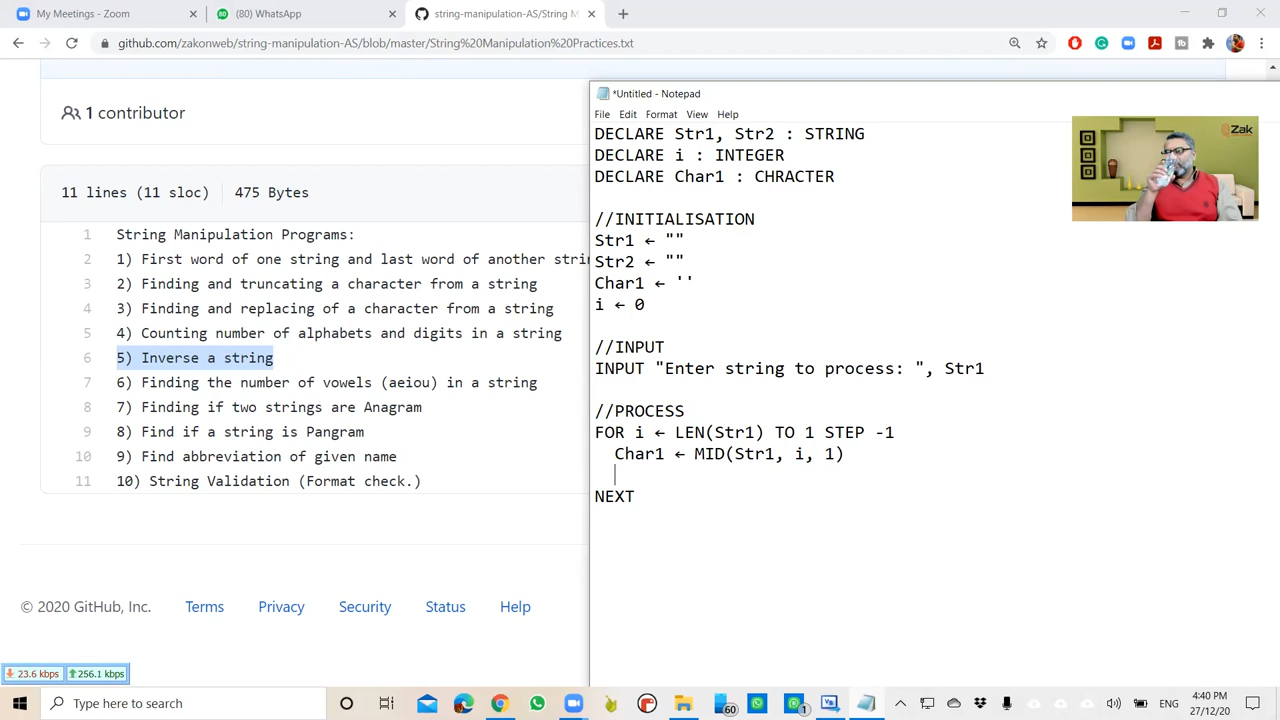 My Meetings - Zoom
(80) WhatsApp
string-manipulation-AS/String M
github.com/zakonweb/string-manipulation-AS/blob/master/String%20Manipulation%20Practices.txt
1 contributor
11 lines (11 sloc) 475 Bytes
1 String Manipulation Programs:
2 1) First word of one string and last word of another strin
3 2) Finding and truncating a character from a string
4 3) Finding and replacing of a character from a string
5 4) Counting number of alphabets and digits in a string
6 5) Inverse a string
7 6) Finding the number of vowels (aeiou) in a string
8 7) Finding if two strings are Anagram
9 8) Find if a string is Pangram
10 9) Find abbreviation of given name
11 10) String Validation (Format check.)
© 2020 GitHub, Inc. Terms Privacy Security Status Help
*Untitled - Notepad
File Edit Format View Help
DECLARE Str1, Str2 : STRING
DECLARE i : INTEGER
DECLARE Char1 : CHRACTER
//INITIALISATION
Str1 ← ""
Str2 ← ""
Char1 ← ''
i ← 0
//INPUT
INPUT "Enter string to process: ", Str1
//PROCESS
FOR i ← LEN(Str1) TO 1 STEP -1
Char1 ← MID(Str1, i, 1)
NEXT
Zak
23.6 kbps 256.1 kbps
Type here to search
60
1
ENG
4:40 PM
27/12/20